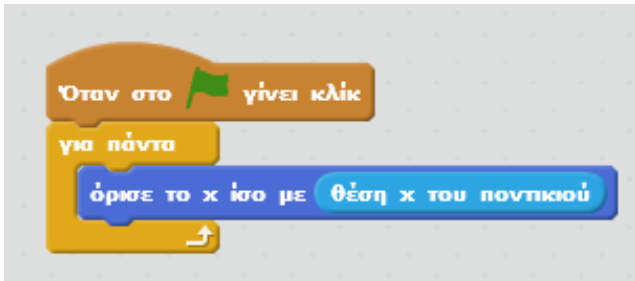 Όταν στο γίνει κλίκ
για πάντα
όρισε το x ίσο με θέση x του ποντικιού